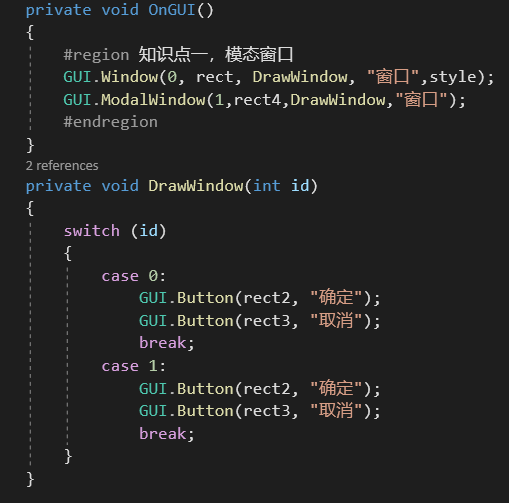 private void OnGUI()
{
#region 知识点一，模态窗口
GUI.Window(0, rect, DrawWindow, "窗口",style);
GUI.ModalWindow(1,rect4,DrawWindow,"窗口");
#endregion
}
2 references
private void DrawWindow(int id)
{
switch (id)
{
case 0:
GUI.Button(rect2, "确定");
GUI.Button(rect3, "取消");
break;
case 1:
GUI.Button(rect2, "确定");
GUI.Button(rect3, "取消");
break;
}
}